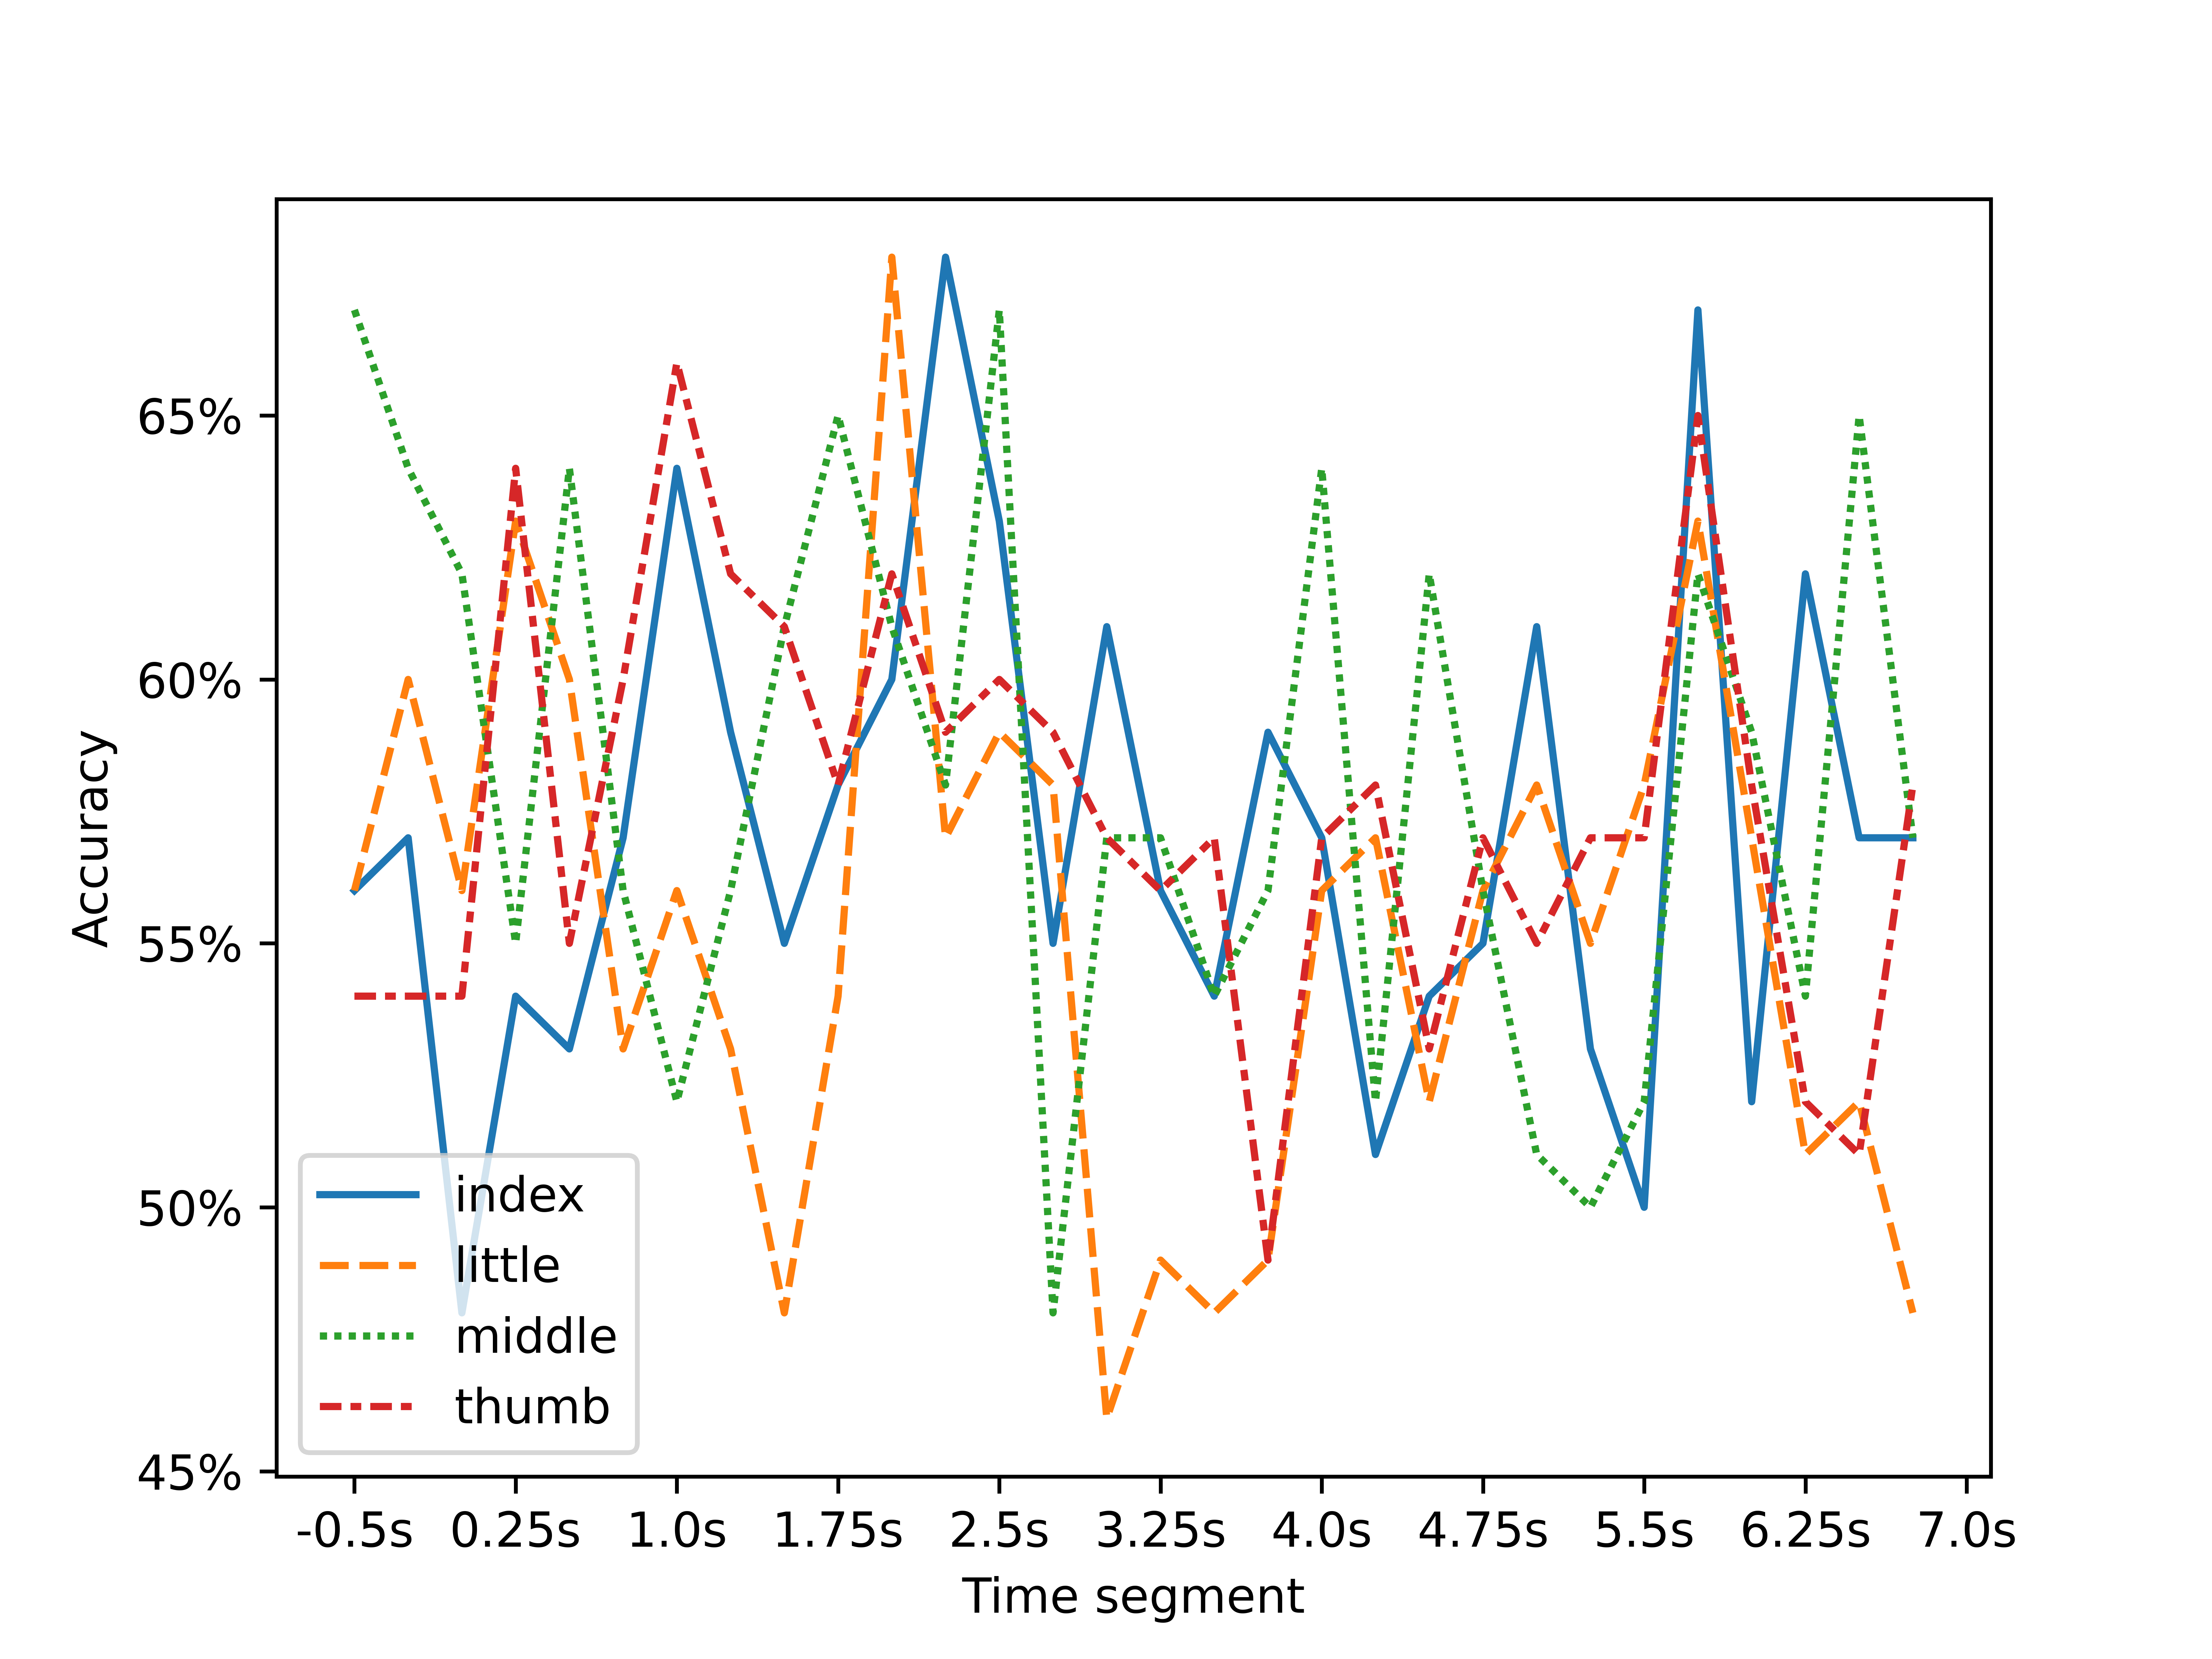 65%
60%
55%
50%
45%
Accuracy
index
little
middle
thumb
-0.5s 0.25s 1.0s 1.75s 2.5s 3.25s 4.0s 4.75s 5.5s 6.25s 7.0s
Time segment